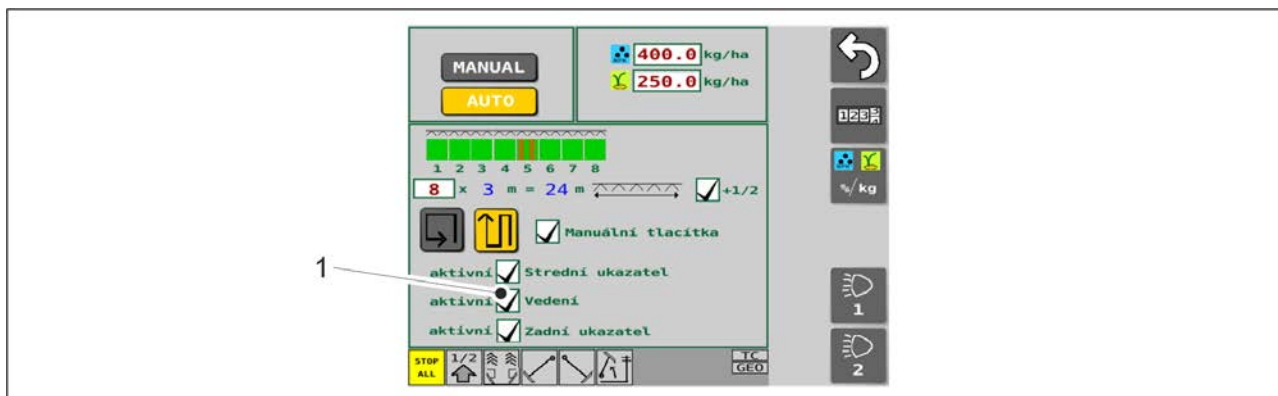 MANUAL
AUTO
400.0 kg/ha
250.0 kg/ha
1 2 3 4 5 6 7 8
8 x 3 m = 24 m +1/2
Manuální tlacítka
1
aktivní Strední ukazatel
aktivní Vedení
aktivní Zadní ukazatel
STOP
ALL
1/2
TC
GEO
%/kg
1
2